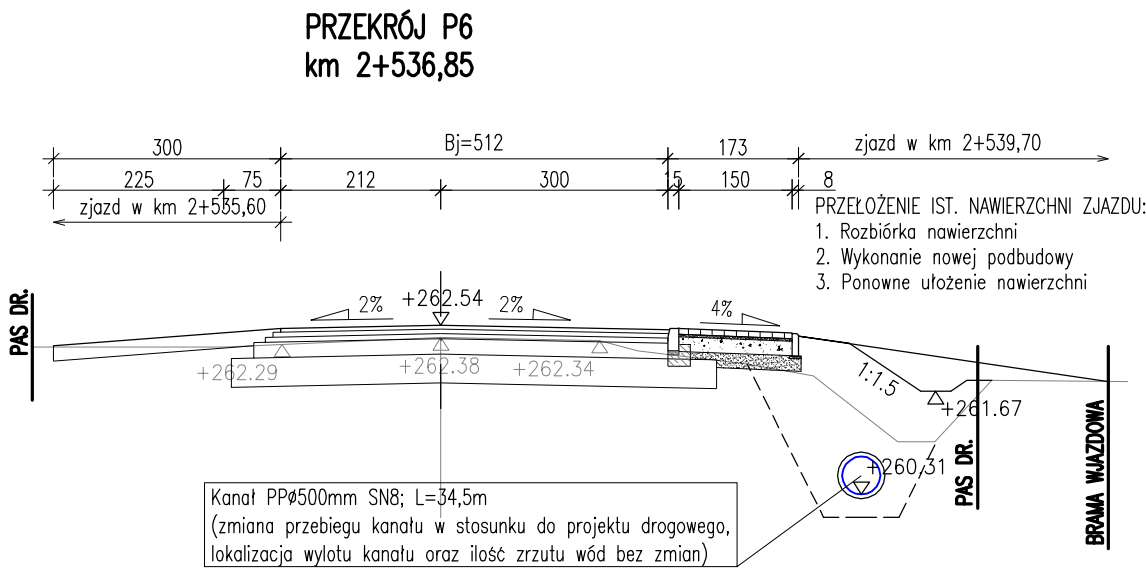 PRZEKRÓJ P6
km 2+536,85
300
Bj=512
173
zjazd w km 2+539,70
225
75
212
300
15
150
8
zjazd w km 2+535,60
PRZEŁOŻENIE IST. NAWIERZCHNI ZJAZDU:
1. Rozbiórka nawierzchni
2. Wykonanie nowej podbudowy
3. Ponowne ułożenie nawierzchni
PAS DR.
2%
+262.54
2%
4%
+262.29
+262.38
+262.34
1:1.5
+261.67
+260.31
PAS DR.
BRAMA WJAZDOWA
Kanał PPø500mm SN8; L=34,5m
(zmiana przebiegu kanału w stosunku do projektu drogowego,
lokalizacja wylotu kanału oraz ilość zrzutu wód bez zmian)